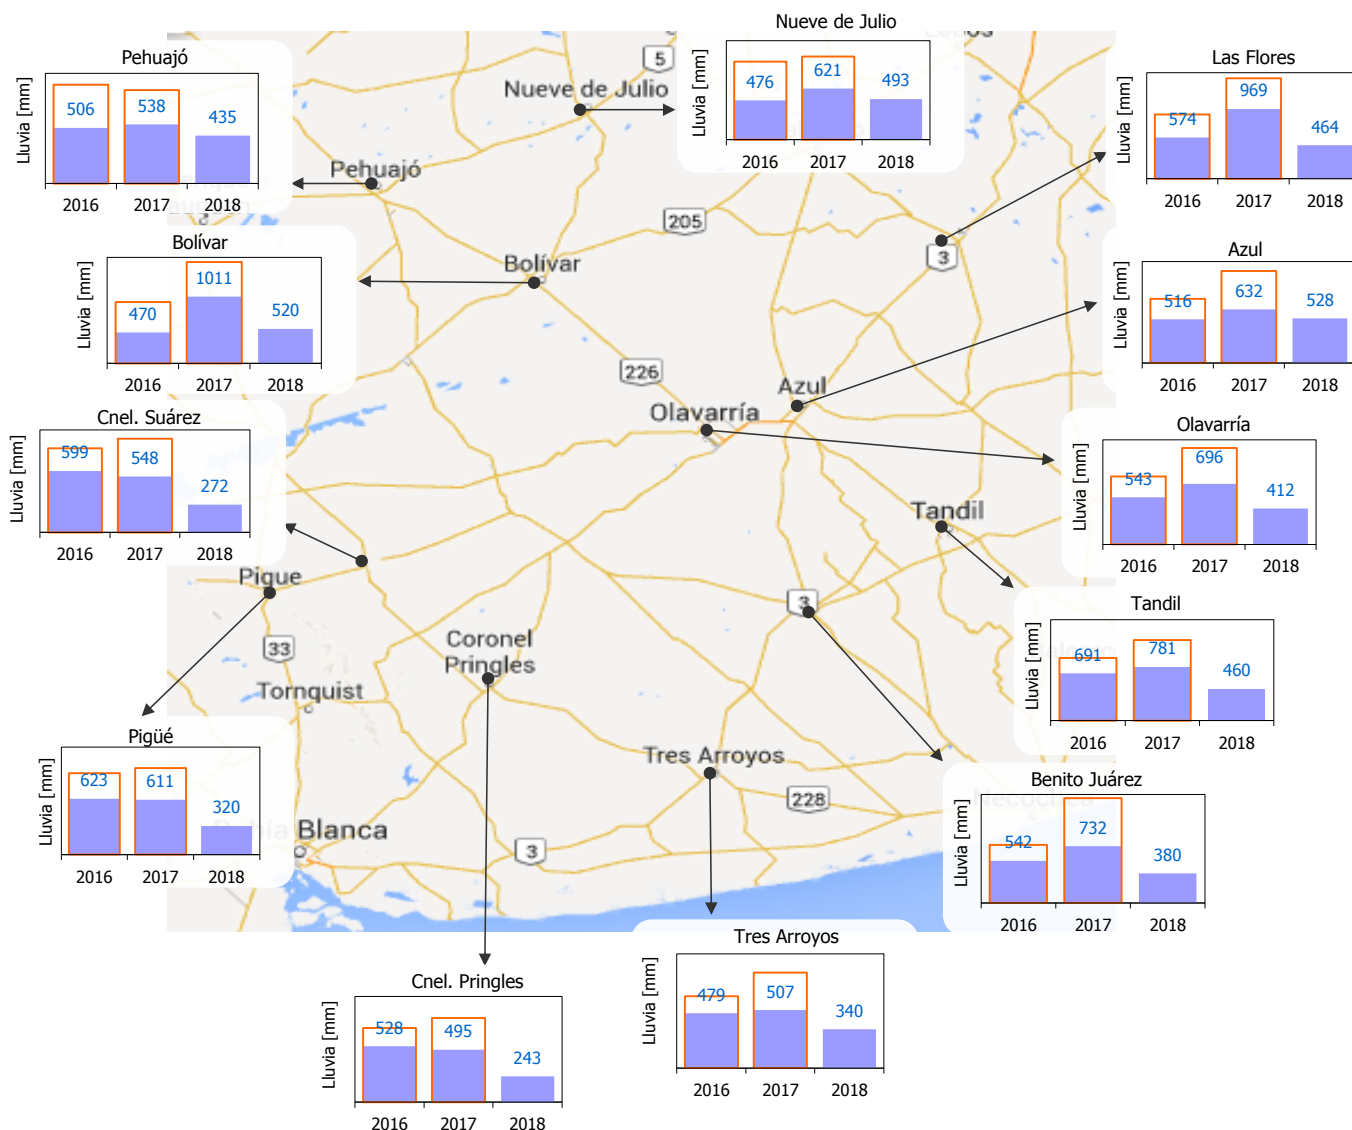 Nueve de Julio
Lluvia [mm]
476
621
493
2016
2017
2018
Pehuajó
Lluvia [mm]
506
538
435
2016
2017
2018
Las Flores
Lluvia [mm]
574
969
464
2016
2017
2018
5
Nueve de Julio
Pehuajó
205
Bolívar
3
Bolívar
Lluvia [mm]
470
1011
520
2016
2017
2018
Azul
Lluvia [mm]
516
632
528
2016
2017
2018
226
Azul
Olavarría
Cnel. Suárez
Lluvia [mm]
599
548
272
2016
2017
2018
Olavarría
Lluvia [mm]
543
696
412
2016
2017
2018
Tandil
Pigue
3
33
Coronel
Pringles
Tornquist
Tandil
Lluvia [mm]
691
781
460
2016
2017
2018
Pigüé
Lluvia [mm]
623
611
320
2016
2017
2018
Tres Arroyos
228
Bahía Blanca
3
Benito Juárez
Lluvia [mm]
542
732
380
2016
2017
2018
Cnel. Pringles
Lluvia [mm]
528
495
243
2016
2017
2018
Tres Arroyos
Lluvia [mm]
479
507
340
2016
2017
2018